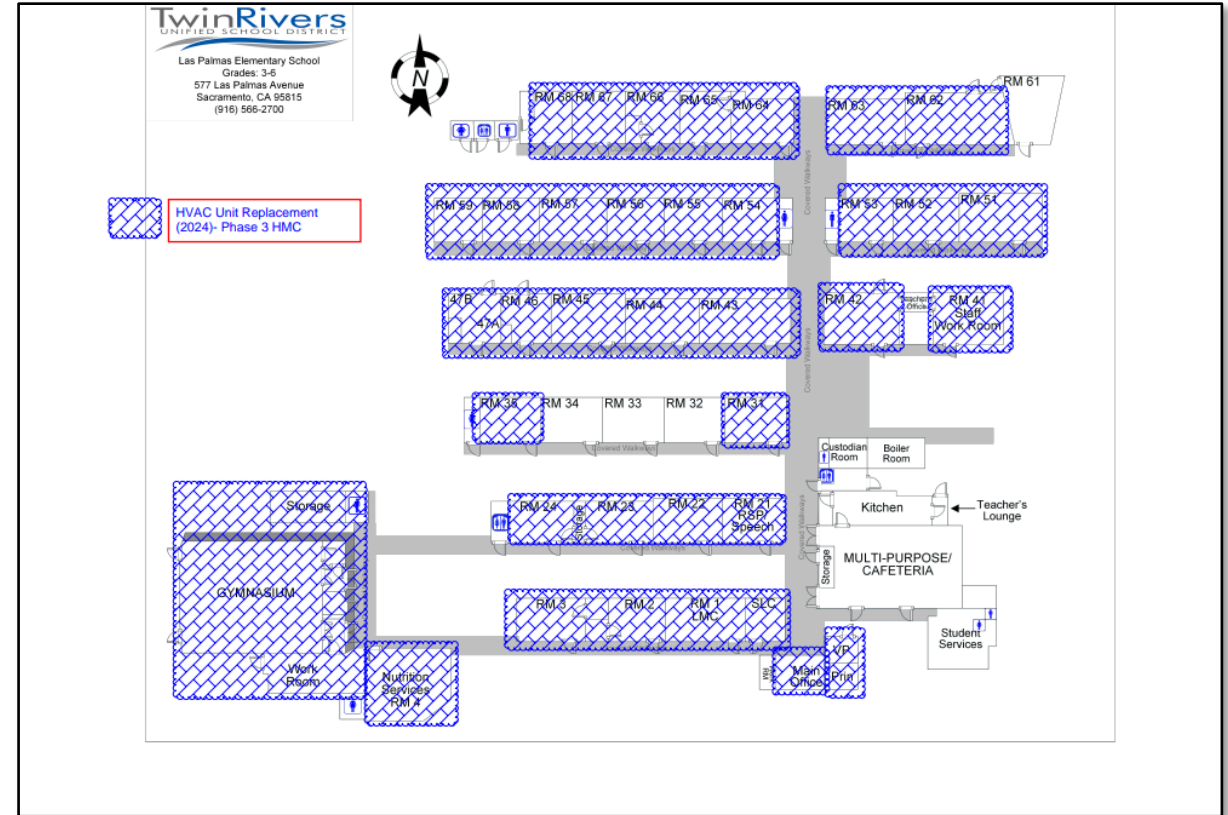 TwinRivers
UNIFIED SCHOOL DISTRICT
Las Palmas Elementary School
Grades: 3-6
577 Las Palmas Avenue
Sacramento, CA 95815
(916) 566-2700
N
HVAC Unit Replacement
(2024)- Phase 3 HMC
RM 68
RM 67
RM 66
RM 65
RM 64
RM 63
RM 62
RM 61
Covered Walkways
RM 59
RM 58
RM 57
RM 56
RM 55
RM 54
RM 53
RM 52
RM 51
47B
47A
RM 46
RM 45
RM 44
RM 43
RM 42
Office
RM 41
Staff
Work Room
Covered Walkways
RM 35
RM 34
RM 33
RM 32
RM 31
Covered Walkways
Custodian
Room
Boiler
Room
Storage
RM 24
Storage
RM 23
RM 22
RM 21
RSP/
Speech
Covered Walkways
Covered Walkways
Kitchen
Teacher's
Lounge
MULTI-PURPOSE/
CAFETERIA
Storage
GYMNASIUM
Work
Room
RM 3
RM 2
RM 1
LMC
SLC
Student
Services
Nutrition
Services
RM 4
RM
Main
Office
VP
Prin